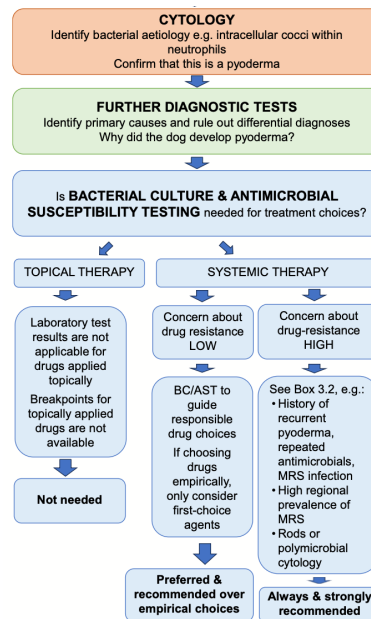 CYTOLOGY
Identify bacterial aetiology e.g. intracellular cocci within
neutrophils
Confirm that this is a pyoderma
FURTHER DIAGNOSTIC TESTS
Identify primary causes and rule out differential diagnoses
Why did the dog develop pyoderma?
Is BACTERIAL CULTURE & ANTIMICROBIAL
SUSCEPTIBILITY TESTING needed for treatment choices?
TOPICAL THERAPY
SYSTEMIC THERAPY
Laboratory test
results are not
applicable for
drugs applied
topically
Breakpoints for
topically applied
drugs are not
available
Not needed
Concern about
drug resistance
LOW
BC/AST to
guide
responsible
drug choices
If choosing
drugs
empirically,
only consider
first-choice
agents
Preferred &
recommended over
empirical choices
Concern about
drug-resistance
HIGH
See Box 3.2, e.g.:
• History of
recurrent
pyoderma,
repeated
antimicrobials,
MRS infection
• High regional
prevalence of
MRS
• Rods or
polymicrobial
cytology
Always & strongly
recommended